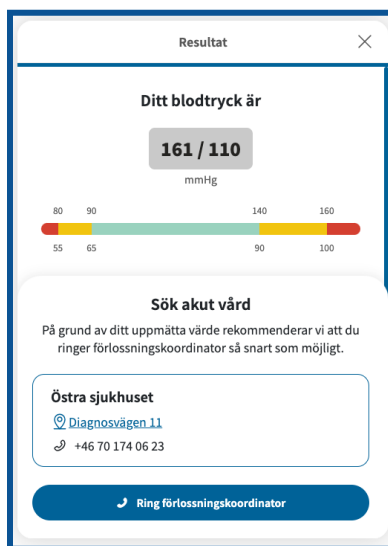 Resultat
Ditt blodtryck är
161 / 110
mmHg
80 90 140 160
55 65 90 100
Sök akut vård
På grund av ditt uppmätta värde rekommenderar vi att du
ringer förlossningskoordinator så snart som möjligt.
Östra sjukhuset
Diagnosvägen 11
+46 70 174 06 23
Ring förlossningskoordinator